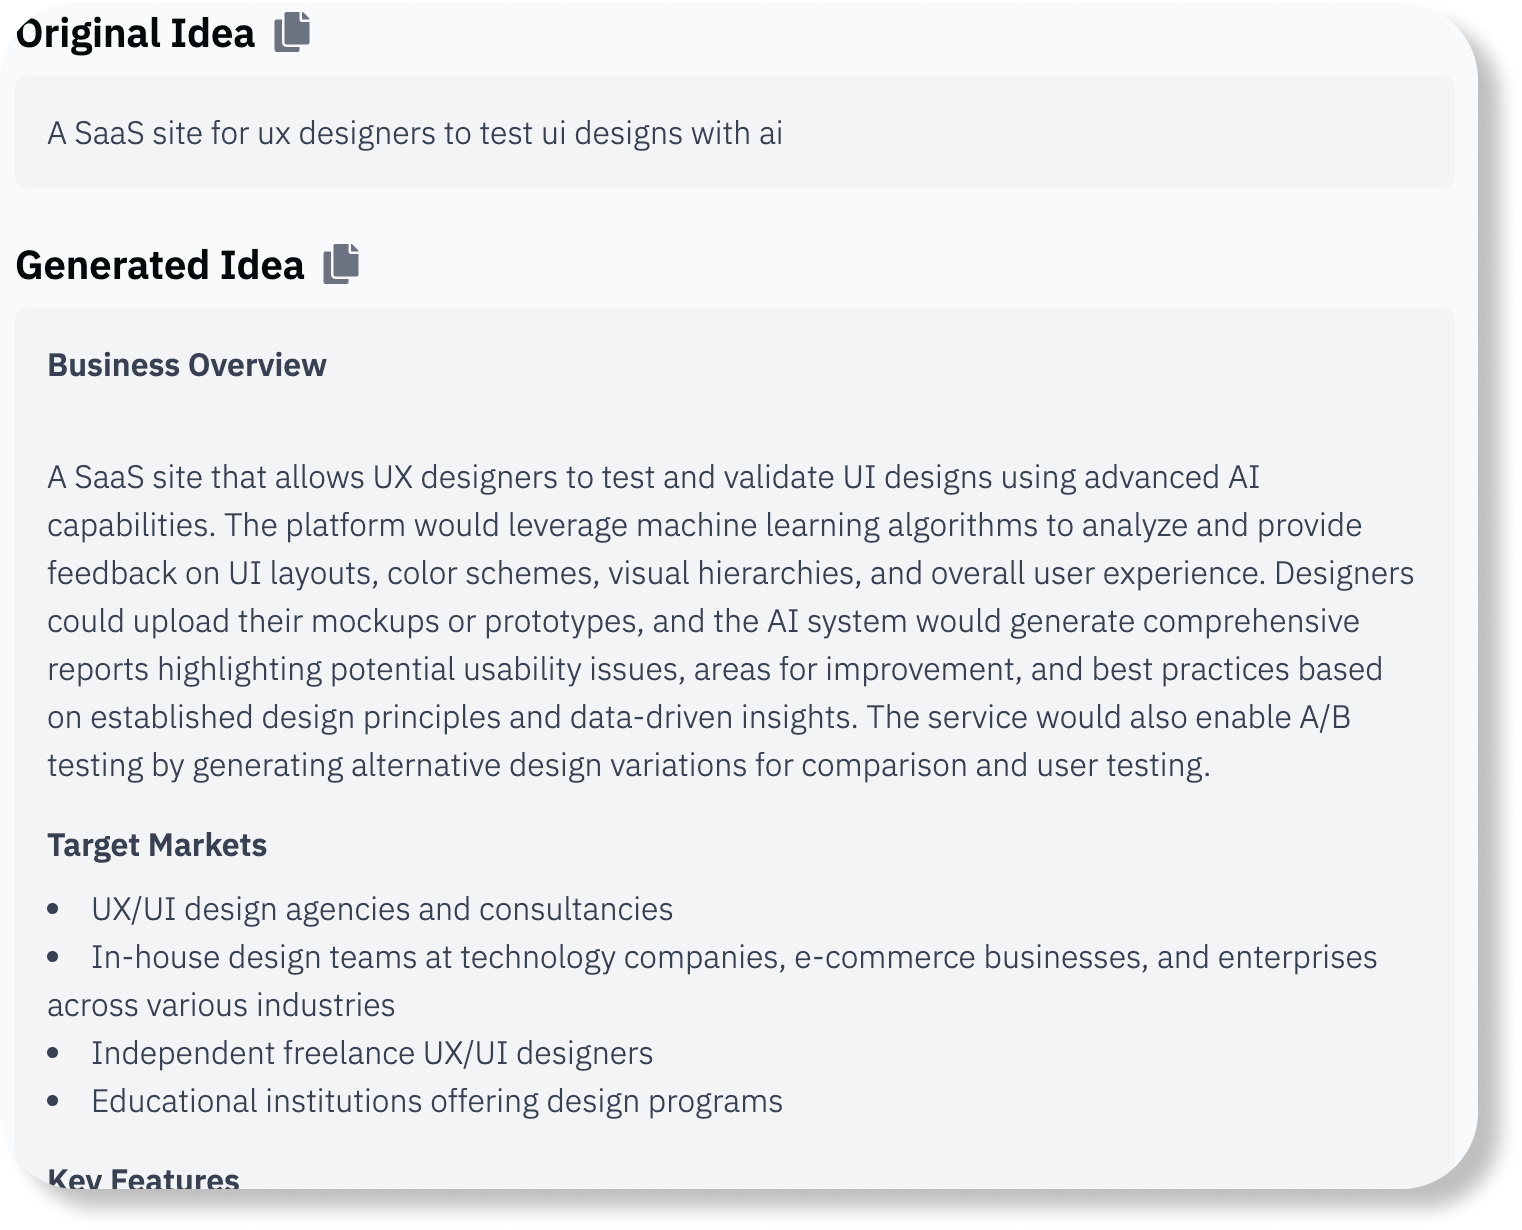 Original Idea
A SaaS site for ux designers to test ui designs with ai
Generated Idea
Business Overview
A SaaS site that allows UX designers to test and validate UI designs using advanced AI
capabilities. The platform would leverage machine learning algorithms to analyze and provide
feedback on UI layouts, color schemes, visual hierarchies, and overall user experience. Designers
could upload their mockups or prototypes, and the AI system would generate comprehensive
reports highlighting potential usability issues, areas for improvement, and best practices based
on established design principles and data-driven insights. The service would also enable A/B
testing by generating alternative design variations for comparison and user testing.
Target Markets
• UX/UI design agencies and consultancies
• In-house design teams at technology companies, e-commerce businesses, and enterprises
across various industries
• Independent freelance UX/UI designers
• Educational institutions offering design programs
Key Features